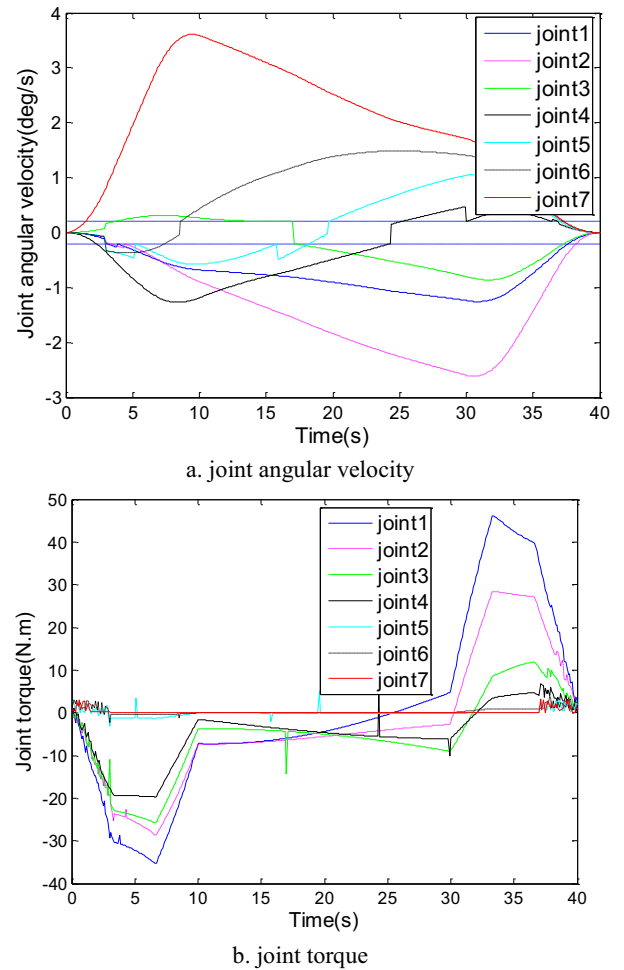 4
3
2
1
0
-1
-2
-3
Joint angular velocity(deg/s)
joint1
joint2
joint3
joint4
joint5
joint6
joint7
0 5 10 15 20 25 30 35 40
Time(s)
a. joint angular velocity
50
40
30
20
10
0
-10
-20
-30
-40
Joint torque(N.m)
joint1
joint2
joint3
joint4
joint5
joint6
joint7
0 5 10 15 20 25 30 35 40
Time(s)
b. joint torque